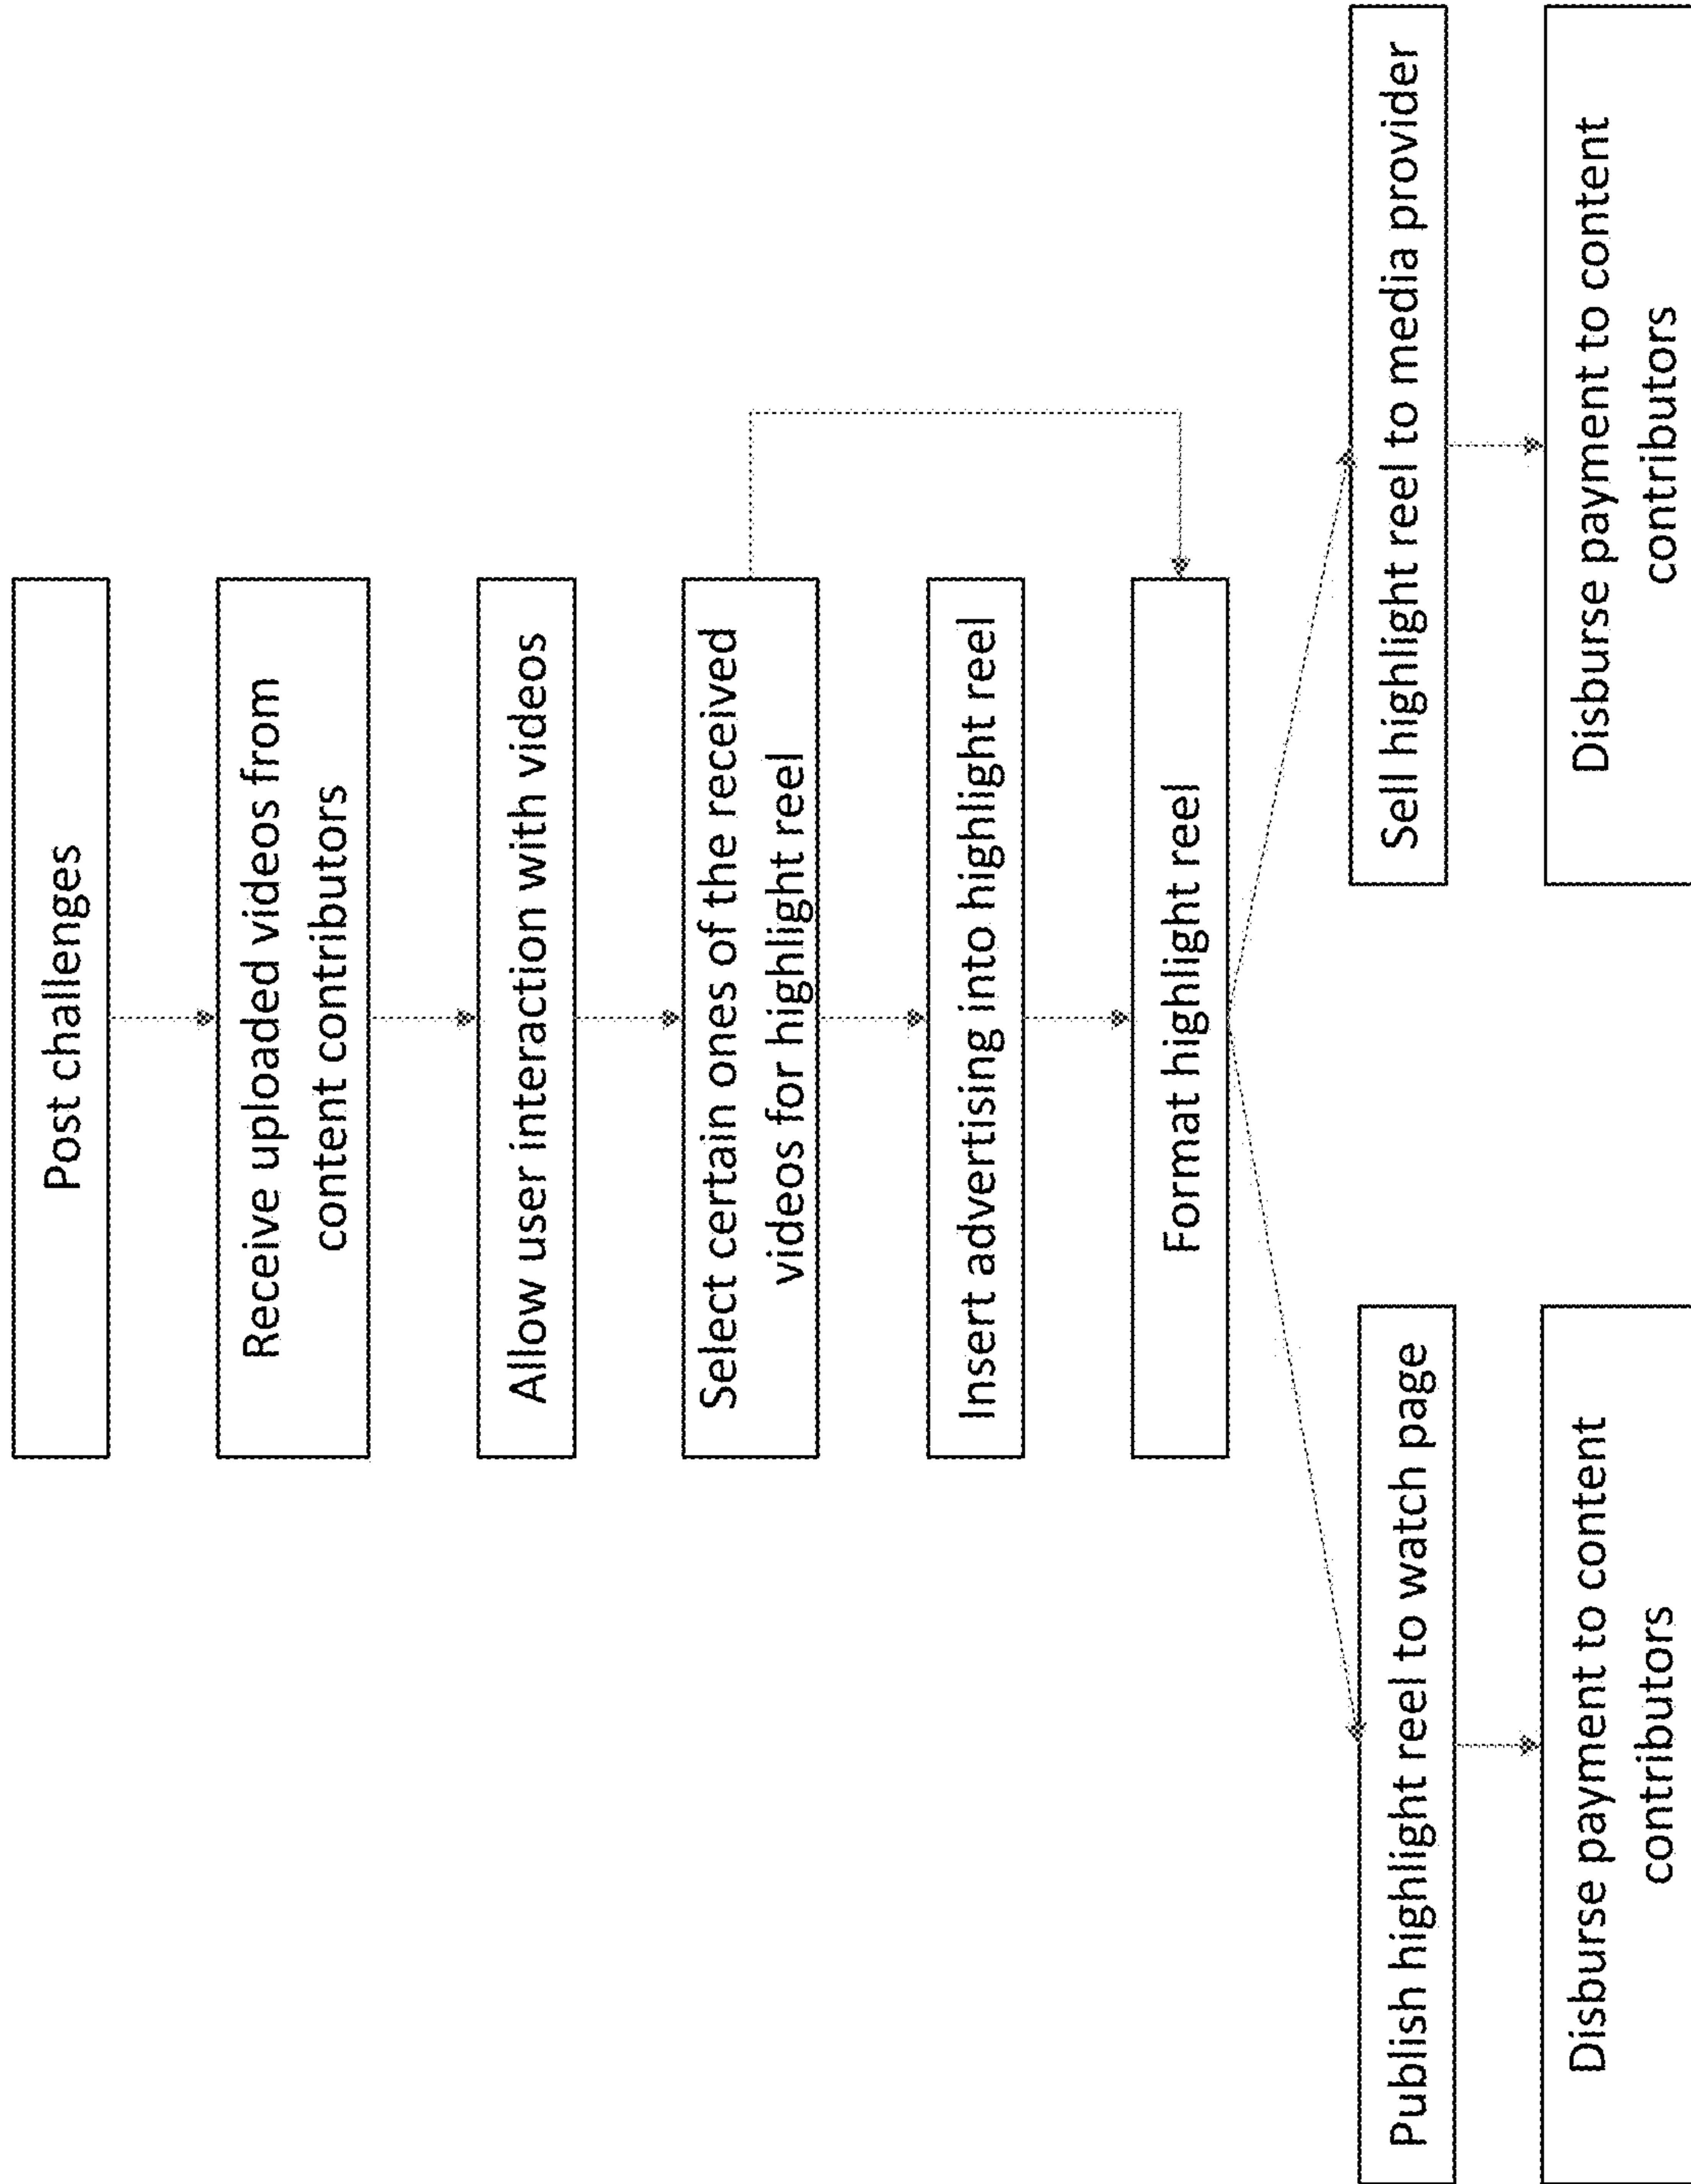 Post challenges
Receive uploaded videos from
content contributors
Allow user interaction with videos
Select certain ones of the received
videos for highlight reel
Insert advertising into highlight reel
Format highlight reel
Publish highlight reel to watch page
Disburse payment to content
contributors
Sell highlight reel to media provider
Disburse payment to content
contributors